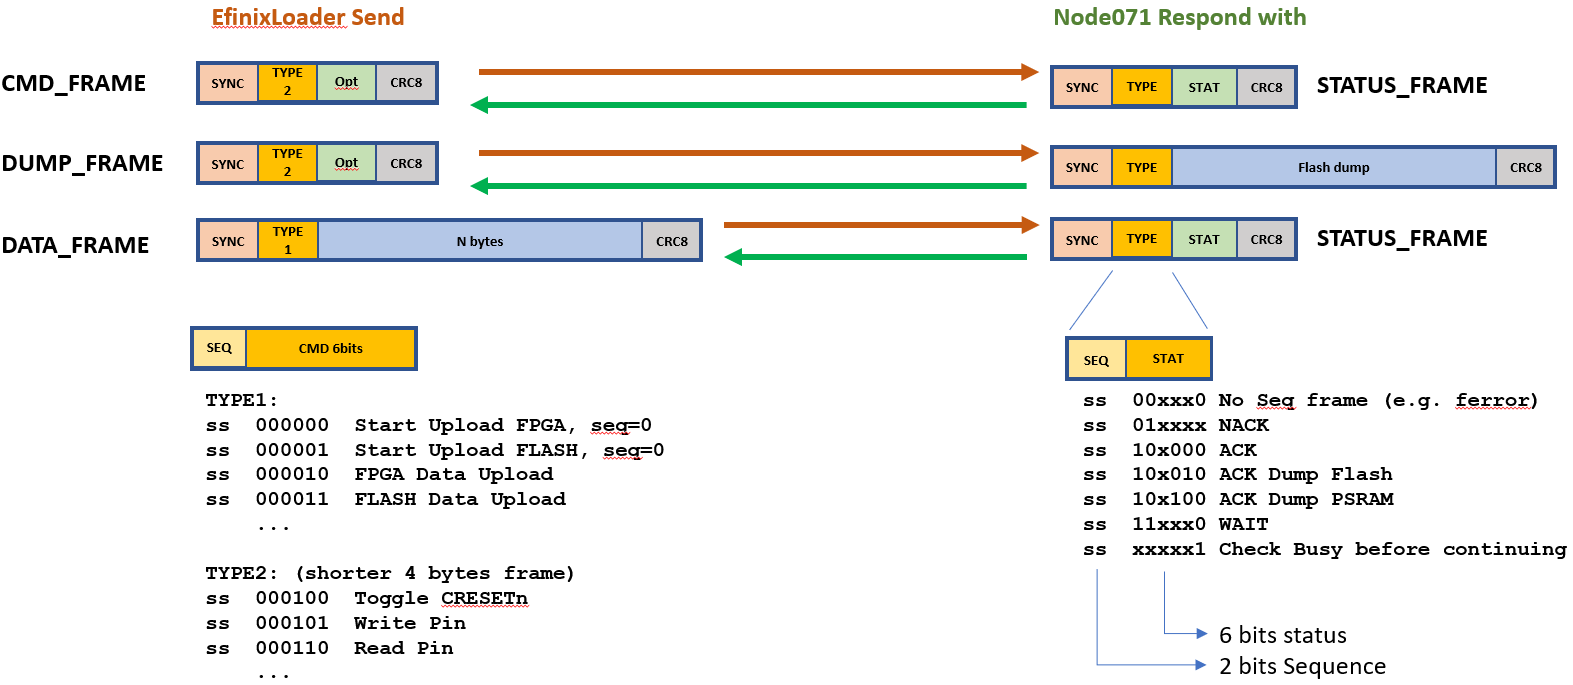 EfinixLoader Send
Node071 Respond with
CMD_FRAME
SYNC
TYPE
2
Opt
CRC8
SYNC
TYPE
STAT
CRC8
STATUS_FRAME
DUMP_FRAME
SYNC
TYPE
2
Opt
CRC8
SYNC
TYPE
Flash dump
CRC8
DATA_FRAME
SYNC
TYPE
1
N bytes
CRC8
SYNC
TYPE
STAT
CRC8
STATUS_FRAME
SEQ
CMD 6bits
TYPE1:
ss 000000 Start Upload FPGA, seq=0
ss 000001 Start Upload FLASH, seq=0
ss 000010 FPGA Data Upload
ss 000011 FLASH Data Upload
...
TYPE2: (shorter 4 bytes frame)
ss 000100 Toggle CRESETn
ss 000101 Write Pin
ss 000110 Read Pin
...
SEQ
STAT
ss 00xxx0 No Seq frame (e.g. ferror)
ss 01xxxx NACK
ss 10x000 ACK
ss 10x010 ACK Dump Flash
ss 10x100 ACK Dump PSRAM
ss 11xxx0 WAIT
ss xxxxx1 Check Busy before continuing
6 bits status
2 bits Sequence